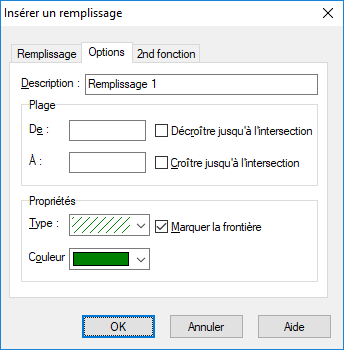 Insérer un remplissage
Remplissage Options 2nd fonction
Description : Remplissage 1
Plage
De : Décroître jusqu'à l'intersection
À : Croître jusqu'à l'intersection
Propriétés
Type : Marquer la frontière
Couleur
OK Annuler Aide